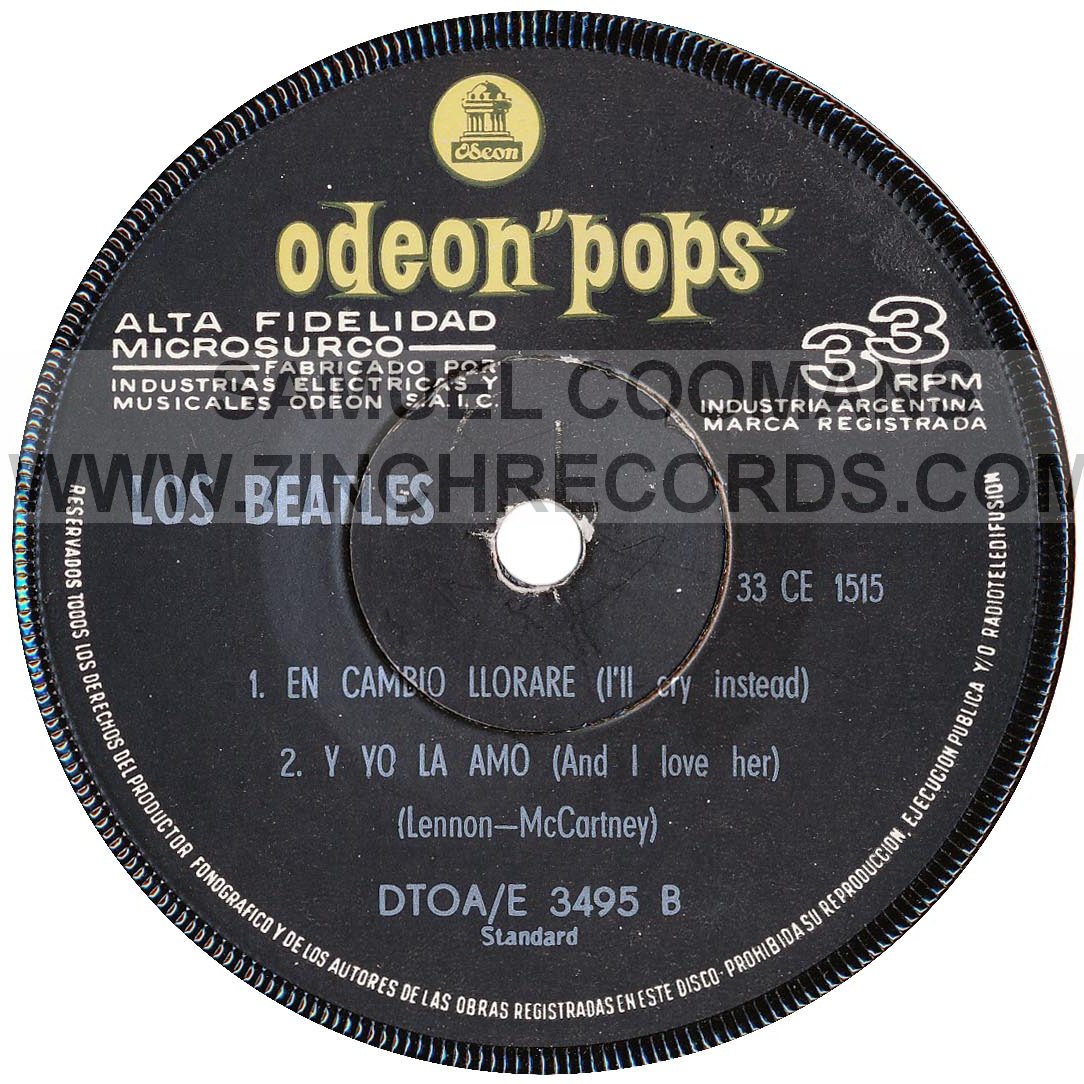 Odeon
odeon "pops"
ALTA FIDELIDAD
MICROSURCO
FABRICADO POR
INDUSTRIAS ELECTRICAS Y
MUSICALES ODEON S.A.I.C.
33 RPM
INDUSTRIA ARGENTINA
MARCA REGISTRADA
SAMUEL COOMANS
WWW.7INCHRECORDS.COM
LOS BEATLES
33 CE 1515
1. EN CAMBIO LLORARE (I'll cry instead)
2. Y YO LA AMO (And I love her)
(Lennon—McCartney)
DTOA/E 3495 B
Standard
RESERVADOS TODOS LOS DERECHOS DEL PRODUCTOR FONOGRAFICO Y DE LOS AUTORES DE LAS OBRAS REGISTRADAS EN ESTE DISCO-PROHIBIDA SU REPRODUCCION, EJECUCION PUBLICA Y/O RADIOTELEDIFUSION